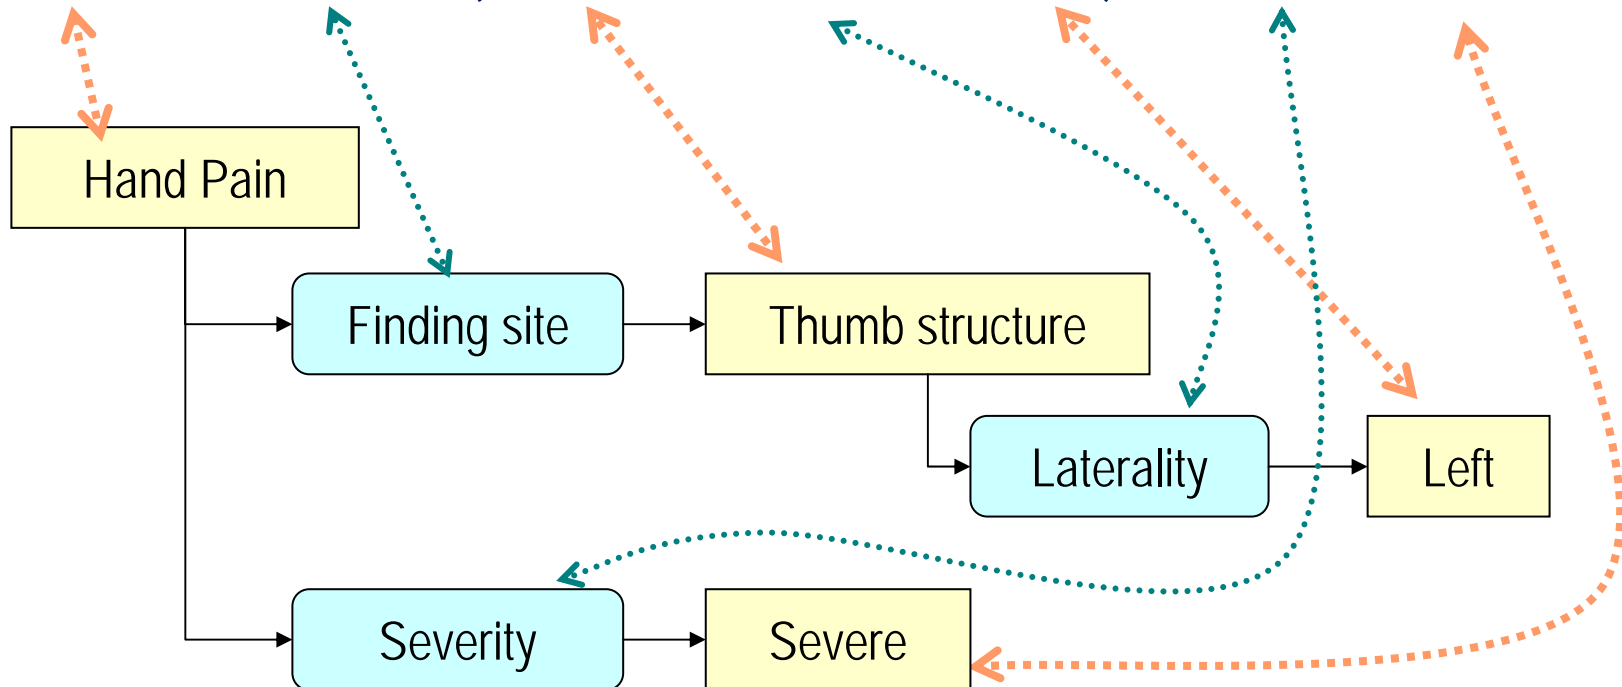 Hand Pain
Finding site
Thumb structure
Laterality
Left
Severity
Severe